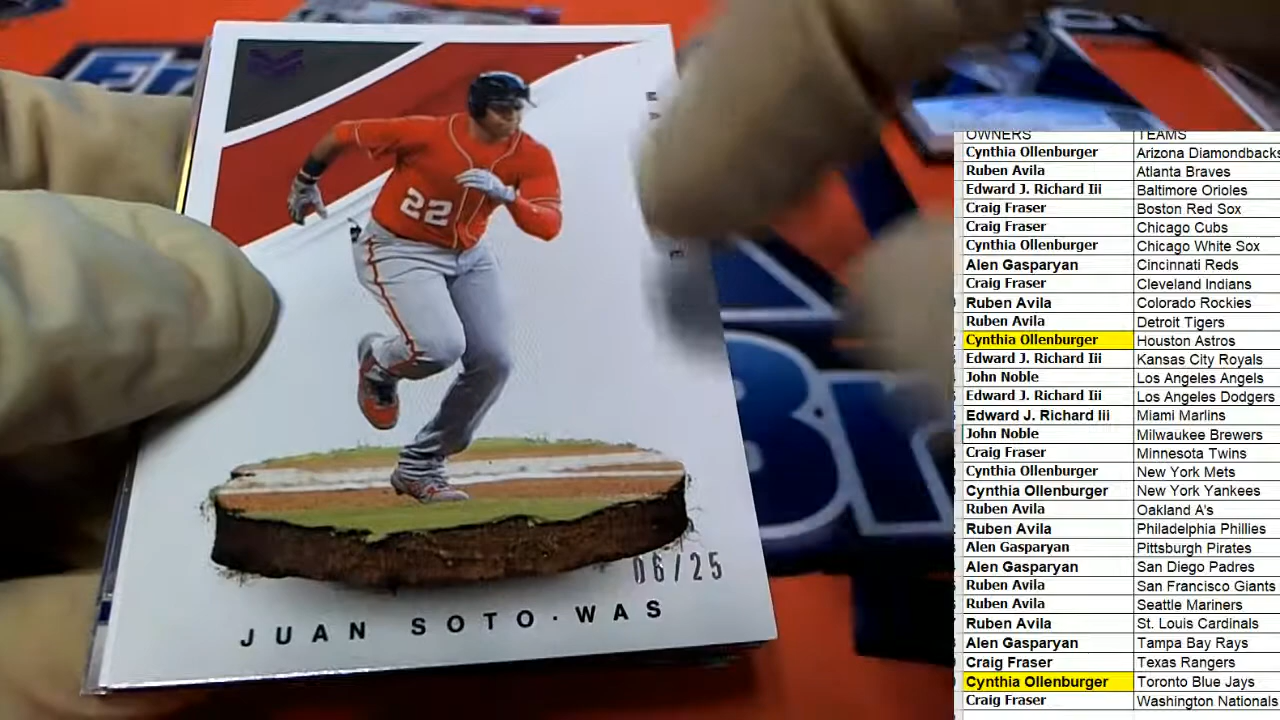 22
06/25
JUAN SOTO · WAS
OWNERS TEAMS
Cynthia Ollenburger Arizona Diamondbacks
Ruben Avila Atlanta Braves
Edward J. Richard Iii Baltimore Orioles
Craig Fraser Boston Red Sox
Craig Fraser Chicago Cubs
Cynthia Ollenburger Chicago White Sox
Alen Gasparyan Cincinnati Reds
Craig Fraser Cleveland Indians
Ruben Avila Colorado Rockies
Ruben Avila Detroit Tigers
Cynthia Ollenburger Houston Astros
Edward J. Richard Iii Kansas City Royals
John Noble Los Angeles Angels
Edward J. Richard Iii Los Angeles Dodgers
Edward J. Richard Iii Miami Marlins
John Noble Milwaukee Brewers
Craig Fraser Minnesota Twins
Cynthia Ollenburger New York Mets
Cynthia Ollenburger New York Yankees
Ruben Avila Oakland A's
Ruben Avila Philadelphia Phillies
Alen Gasparyan Pittsburgh Pirates
Alen Gasparyan San Diego Padres
Ruben Avila San Francisco Giants
Ruben Avila Seattle Mariners
Ruben Avila St. Louis Cardinals
Alen Gasparyan Tampa Bay Rays
Craig Fraser Texas Rangers
Cynthia Ollenburger Toronto Blue Jays
Craig Fraser Washington Nationals